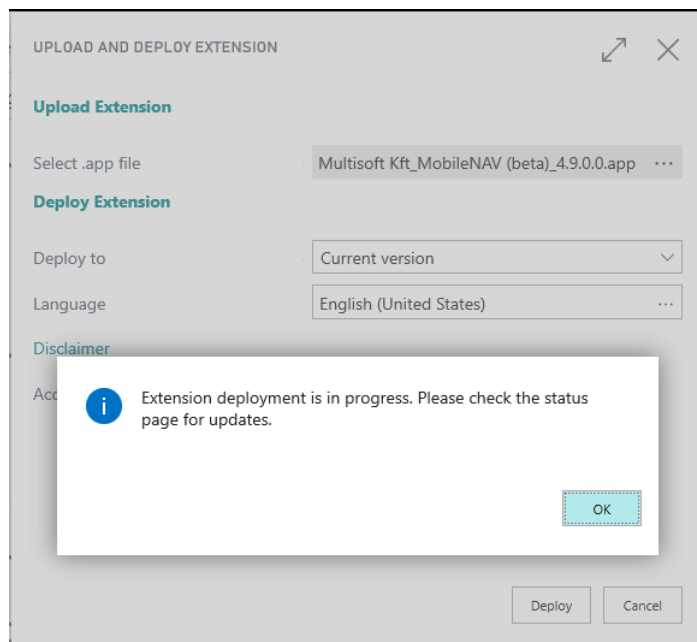 UPLOAD AND DEPLOY EXTENSION
Upload Extension
Select .app file
Multisoft Kft_MobileNAV (beta)_4.9.0.0.app
Deploy Extension
Deploy to
Current version
Language
English (United States)
Disclaimer
Acc
Extension deployment is in progress. Please check the status
page for updates.
OK
Deploy
Cancel